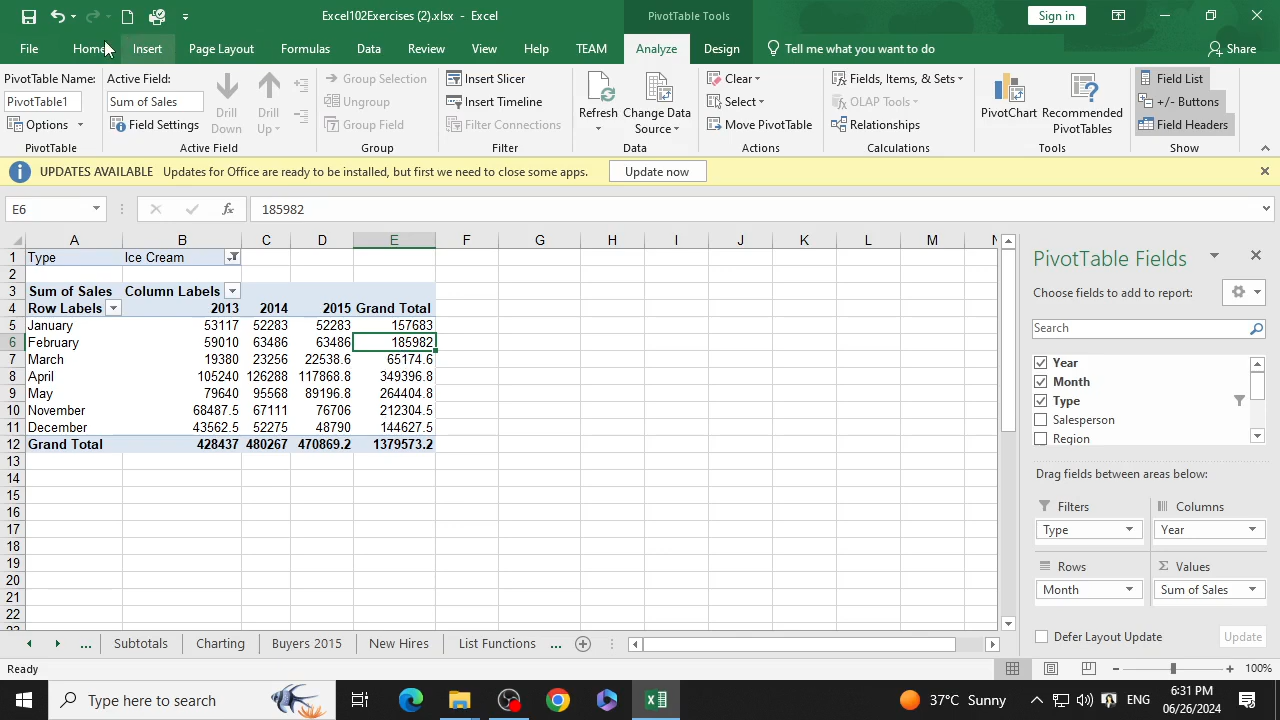 Excel102Exercises (2).xlsx - Excel
PivotTable Tools
Sign in
File Home Insert Page Layout Formulas Data Review View Help TEAM Analyze Design Tell me what you want to do Share
PivotTable Name:
PivotTable1
Options
PivotTable
Active Field:
Sum of Sales
Field Settings
Drill Down
Drill Up
Active Field
Group Selection
Ungroup
Group Field
Group
Insert Slicer
Insert Timeline
Filter Connections
Filter
Refresh
Change Data Source
Data
Clear
Select
Move PivotTable
Actions
Fields, Items, & Sets
OLAP Tools
Relationships
Calculations
PivotChart
Recommended PivotTables
Tools
Field List
+/- Buttons
Field Headers
Show
UPDATES AVAILABLE Updates for Office are ready to be installed, but first we need to close some apps. Update now
E6 fx 185982
A B C D E F G H I J K L M N
1 Type Ice Cream
2
3 Sum of Sales Column Labels
4 Row Labels 2013 2014 2015 Grand Total
5 January 53117 52283 52283 157683
6 February 59010 63486 63486 185982
7 March 19380 23256 22538.6 65174.6
8 April 105240 126288 117868.8 349396.8
9 May 79640 95568 89196.8 264404.8
10 November 68487.5 67111 76706 212304.5
11 December 43562.5 52275 48790 144627.5
12 Grand Total 428437 480267 470869.2 1379573.2
13
14
15
16
17
18
19
20
21
22
PivotTable Fields
Choose fields to add to report:
Search
Year
Month
Type
Salesperson
Region
Drag fields between areas below:
Filters
Type
Columns
Year
Rows
Month
Σ Values
Sum of Sales
Defer Layout Update Update
... Subtotals Charting Buyers 2015 New Hires List Functions ...
Ready 100%
Type here to search
37°C Sunny
ENG
6:31 PM
06/26/2024